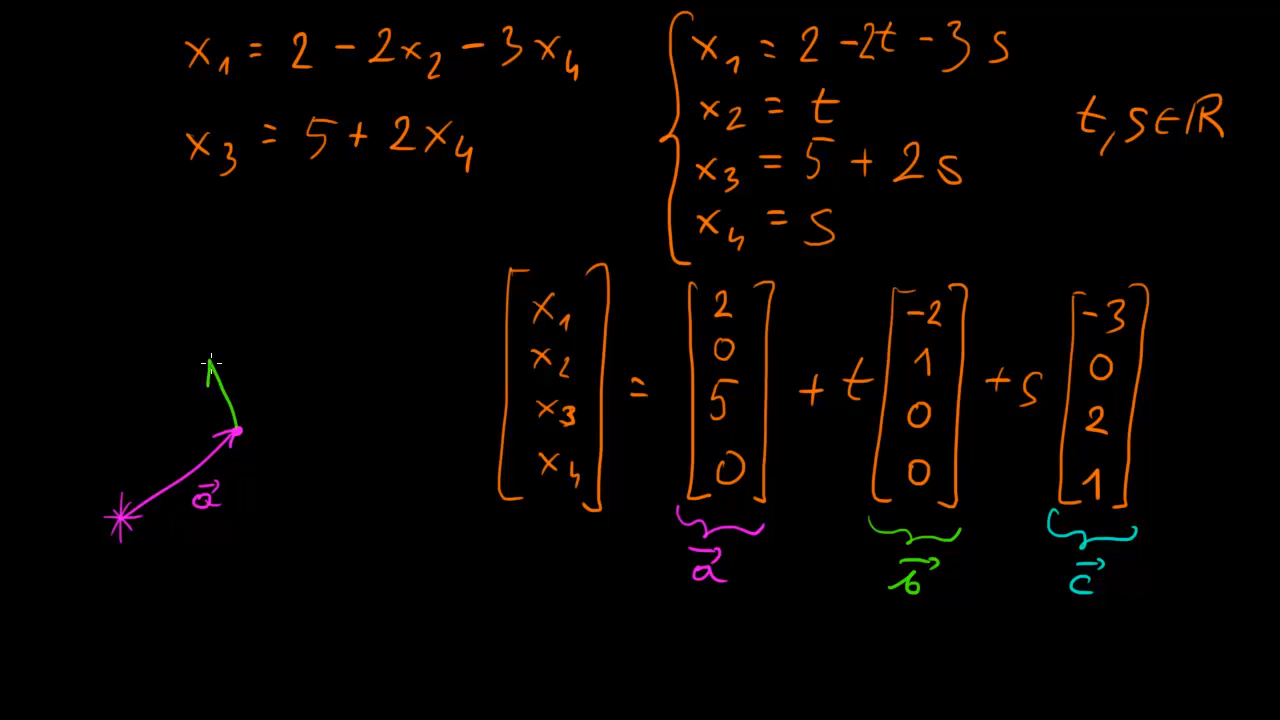 x₁ = 2 - 2x₂ - 3x₄
x₃ = 5 + 2x₄
x₁ = 2 - 2t - 3s
x₂ = t
x₃ = 5 + 2s
x₄ = s
t, s ∈ ℝ
[x₁ x₂ x₃ x₄] = [2 0 5 0] + t [-2 1 0 0] + s [-3 0 2 1]
a⃗ b⃗ c⃗
a⃗